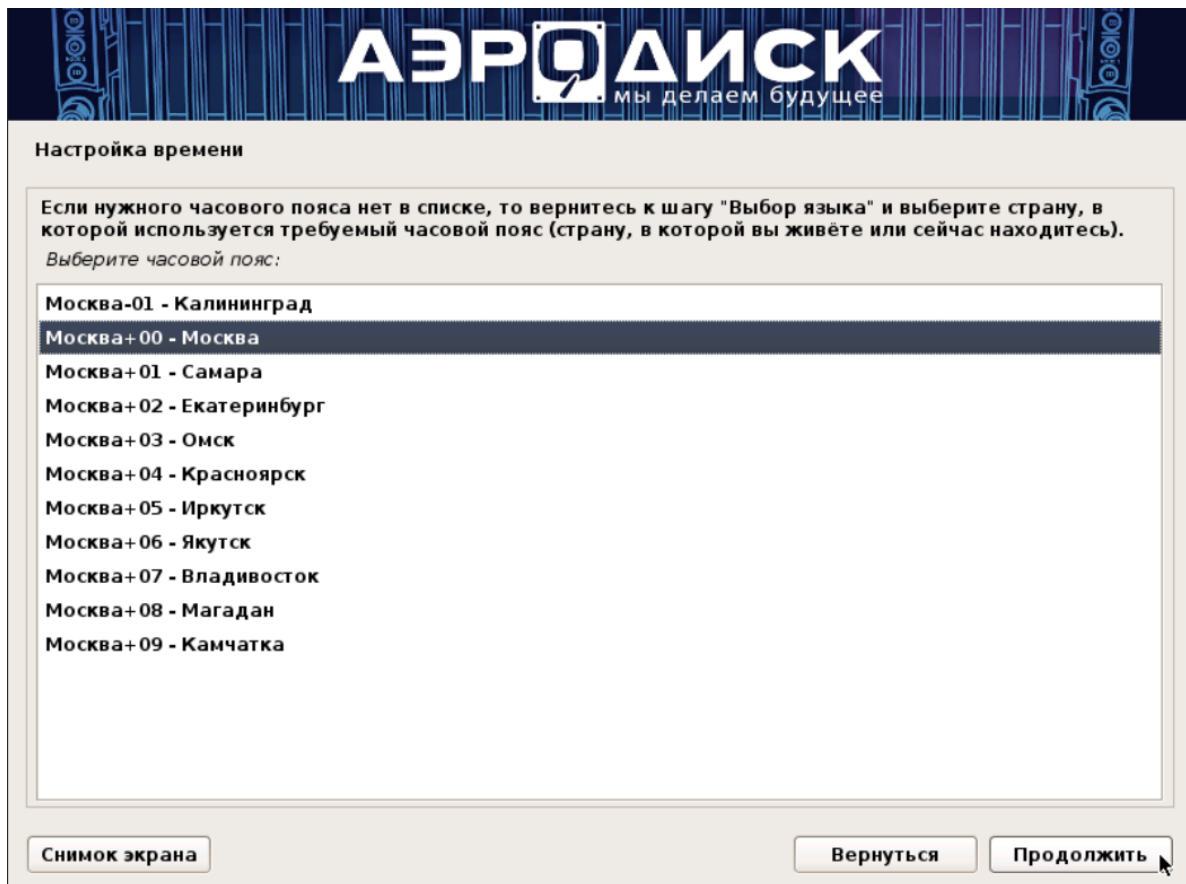 АЭРОДИСК
мы делаем будущее
Настройка времени
Если нужного часового пояса нет в списке, то вернитесь к шагу "Выбор языка" и выберите страну, в
которой используется требуемый часовой пояс (страну, в которой вы живёте или сейчас находитесь).
Выберите часовой пояс:
Москва-01 - Калининград
Москва+00 - Москва
Москва+01 - Самара
Москва+02 - Екатеринбург
Москва+03 - Омск
Москва+04 - Красноярск
Москва+05 - Иркутск
Москва+06 - Якутск
Москва+07 - Владивосток
Москва+08 - Магадан
Москва+09 - Камчатка
Снимок экрана
Вернуться
Продолжить